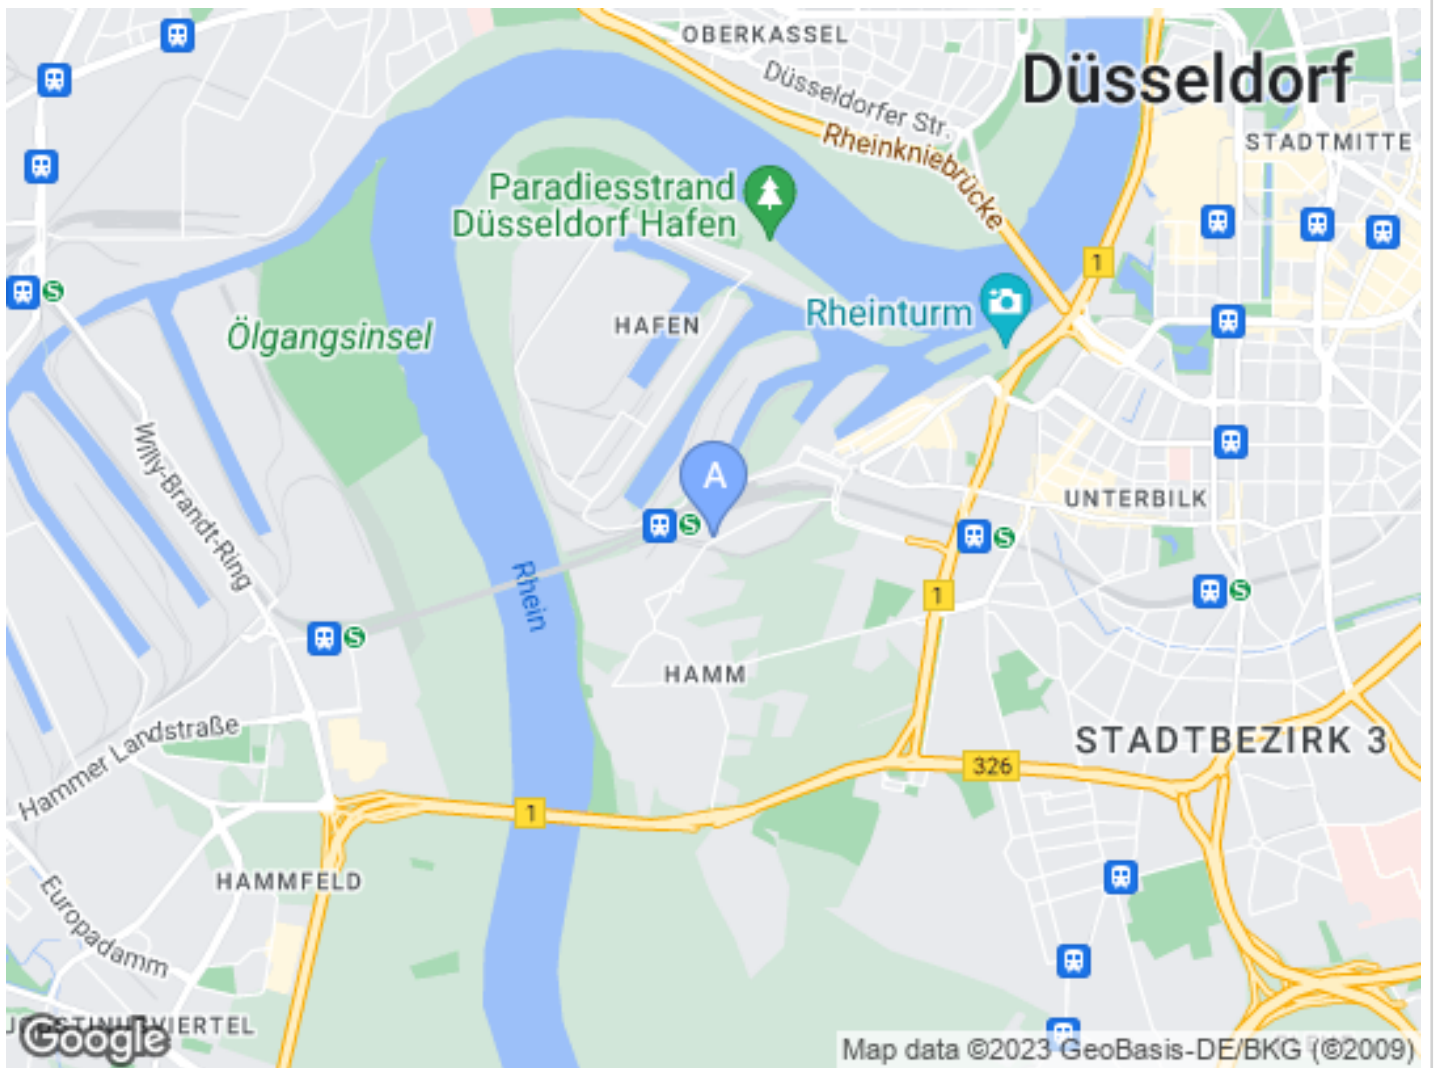 OBERKASSEL
Düsseldorf
Düsseldorfer Str.
Rheinkniebrücke
STADTMITTE
Paradiesstrand
Düsseldorf Hafen
1
S
Rheinturm
HAFEN
Ölgangsinsel
A
Willy-Brandt-Ring
UNTERBILK
S
S
Rhein
1
S
S
HAMM
Hammer Landstraße
STADTBEZIRK 3
326
1
HAMMFELD
Europadamm
Google
Map data ©2023 GeoBasis-DE/BKG (©2009)